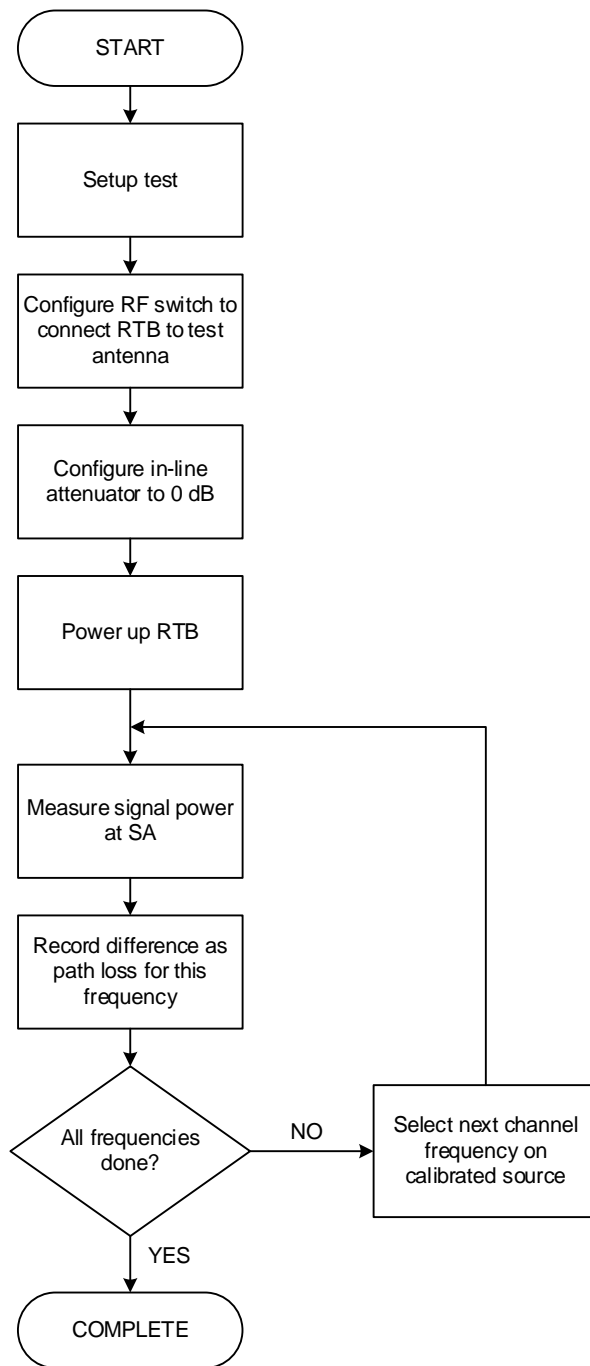 START
Setup test
Configure RF switch to
connect RTB to test
antenna
Configure in-line
attenuator to 0 dB
Power up RTB
Measure signal power
at SA
Record difference as
path loss for this
frequency
All frequencies
done?
NO
Select next channel
frequency on
calibrated source
YES
COMPLETE